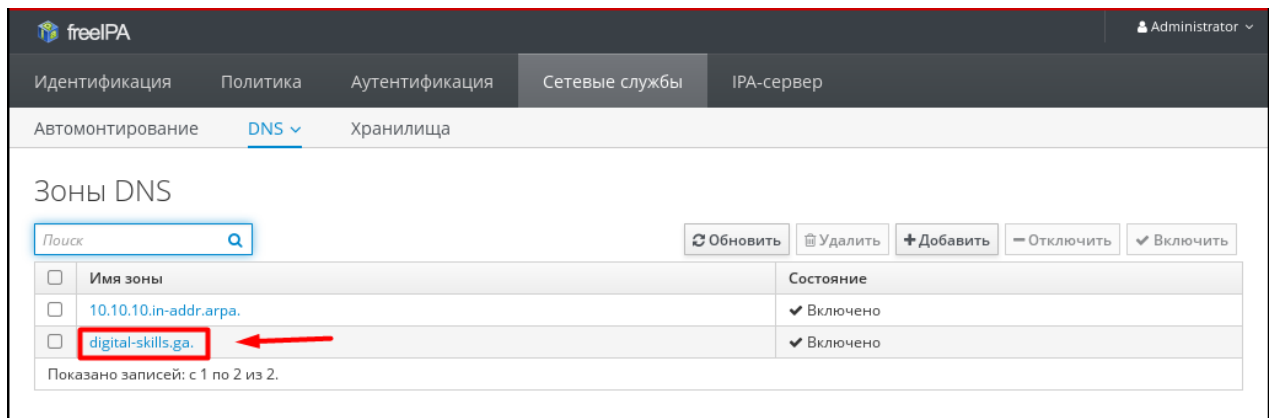 freeIPA Administrator
Идентификация Политика Аутентификация Сетевые службы IPA-сервер
Автомонтирование DNS Хранилища
Зоны DNS
Поиск Обновить Удалить Добавить Отключить Включить
Имя зоны Состояние
10.10.10.in-addr.arpa. Включено
digital-skills.ga. Включено
Показано записей: с 1 по 2 из 2.